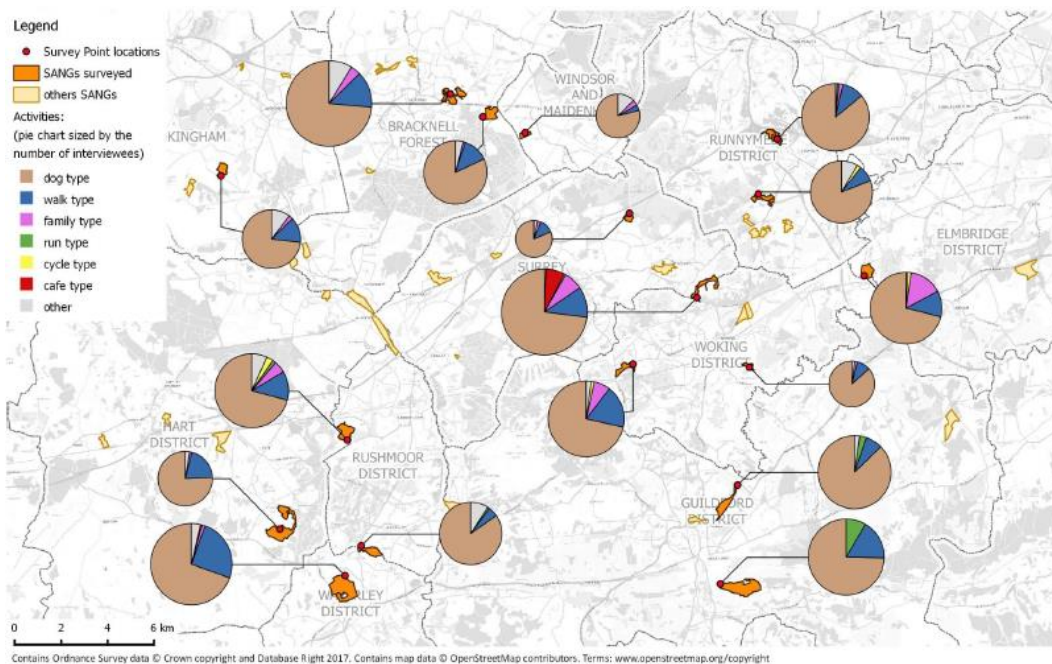 Legend
Survey Point locations
SANGs surveyed
others SANGs
Activities:
(pie chart sized by the
number of interviewees)
dog type
walk type
family type
run type
cycle type
cafe type
other
KINGHAM
BRACKNELL
FOREST
WINDSOR
AND
MAIDENH
RUNNYMEDE
DISTRICT
ELMBRIDGE
DISTRICT
SURREY
WOKING
DISTRICT
HART
DISTRICT
RUSHMOOR
DISTRICT
GUILDFORD
DISTRICT
WAVERLEY
DISTRICT
0 2 4 6 km
Contains Ordnance Survey data © Crown copyright and Database Right 2017. Contains map data © OpenStreetMap contributors. Terms: www.openstreetmap.org/copyright